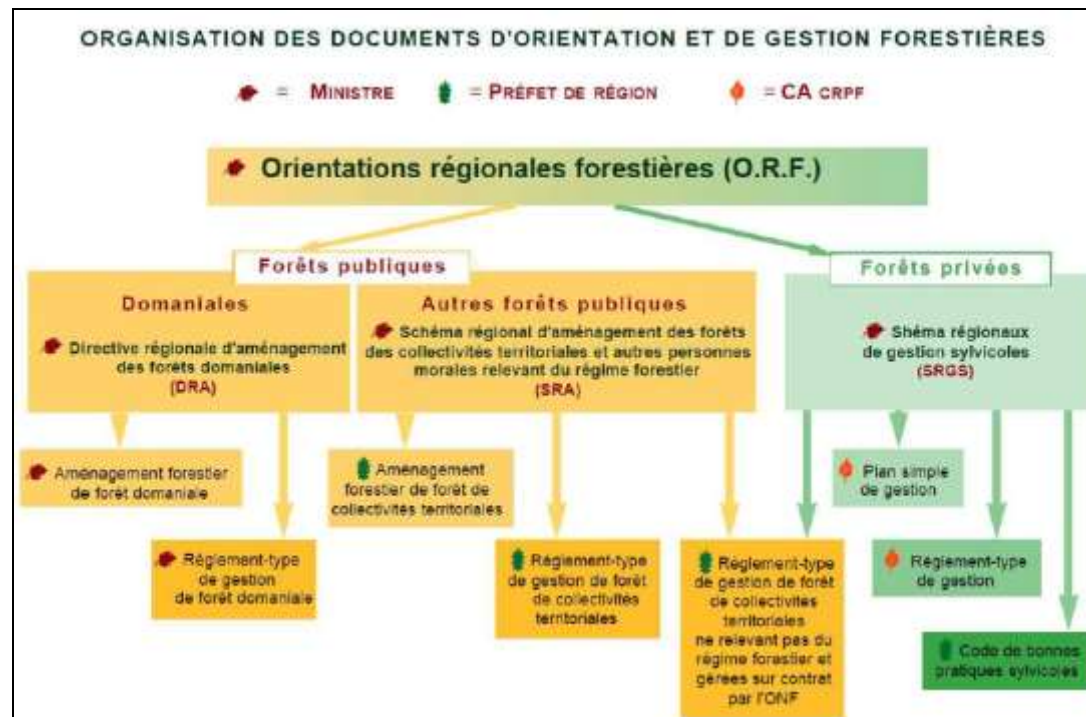 ORGANISATION DES DOCUMENTS D'ORIENTATION ET DE GESTION FORESTIÈRES
= MINISTRE
= PRÉFET DE RÉGION
= CA CRPF
Orientations régionales forestières (O.R.F.)
Forêts publiques
Domaniales
Directive régionale d'aménagement
des forêts domaniales
(DRA)
Autres forêts publiques
Schéma régional d'aménagement des forêts
des collectivités territoriales et autres personnes
morales relevant du régime forestier
(SRA)
Forêts privées
Shéma régionaux
de gestion sylvicoles
(SRGS)
Aménagement forestier
de forêt domaniale
Règlement-type
de gestion
de forêt domaniale
Aménagement
forestier de forêt de
collectivités territoriales
Règlement-type
de gestion de forêt
de collectivités
territoriales
Règlement-type
de gestion de forêt
de collectivités
territoriales
ne relevant pas du
régime forestier et
gérées sur contrat
par l'ONF
Plan simple
de gestion
Règlement-type
de gestion
Code de bonnes
pratiques sylvicoles